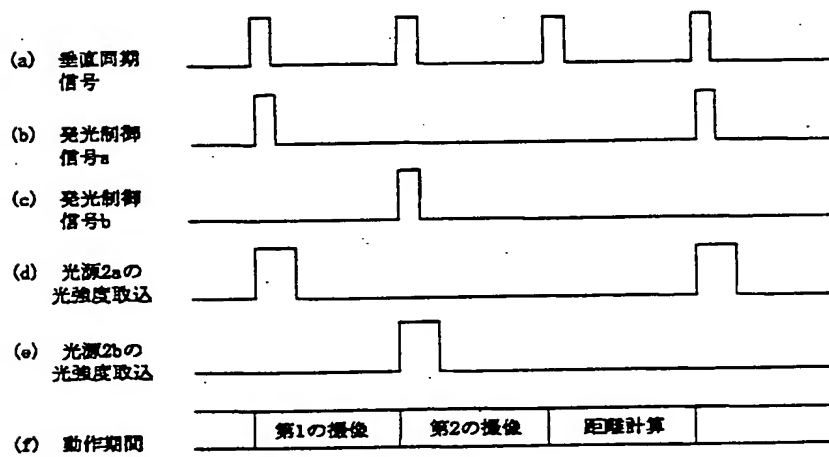 (a) 垂直同期
信号
(b) 発光制御
信号a
(c) 発光制御
信号b
(d) 光源2aの
光強度取込
(e) 光源2bの
光強度取込
(f) 動作期間
第1の撮像 第2の撮像 距離計算